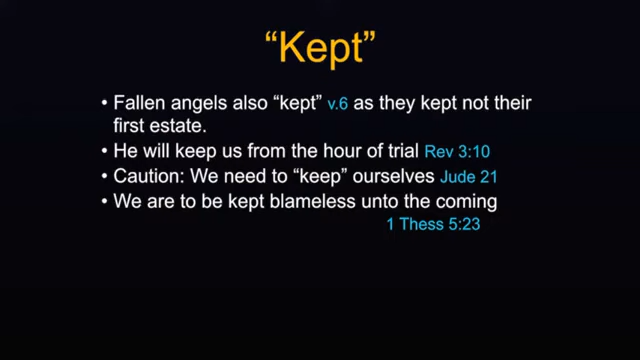 “Kept”
• Fallen angels also “kept” v.6 as they kept not their
first estate.
• He will keep us from the hour of trial Rev 3:10
• Caution: We need to “keep” ourselves Jude 21
• We are to be kept blameless unto the coming
1 Thess 5:23